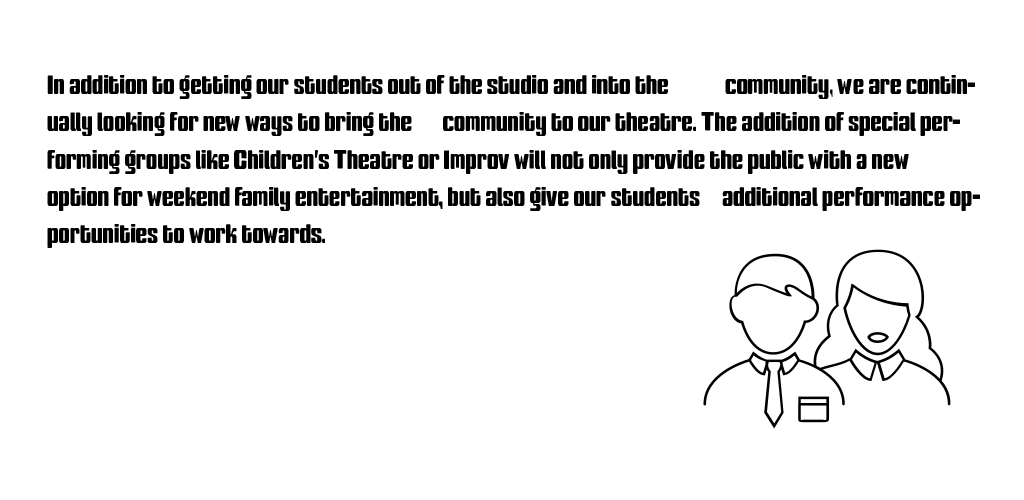 In addition to getting our students out of the studio and into the community, we are contin-
ually looking for new ways to bring the community to our theatre. The addition of special per-
forming groups like Children's Theatre or Improv will not only provide the public with a new
option for weekend family entertainment, but also give our students additional performance op-
portunities to work towards.